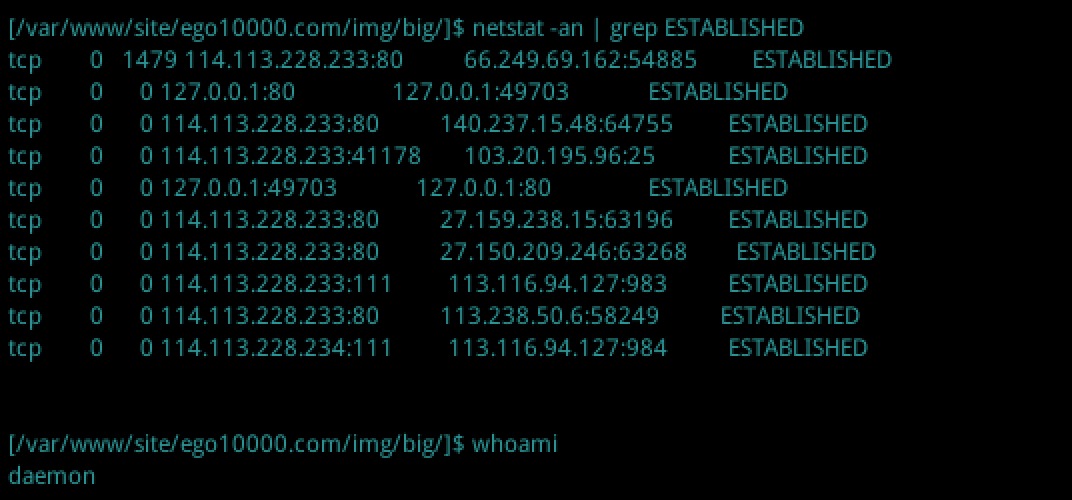 [/var/www/site/ego10000.com/img/big/]$ netstat -an | grep ESTABLISHED
tcp 0 1479 114.113.228.233:80 66.249.69.162:54885 ESTABLISHED
tcp 0 0 127.0.0.1:80 127.0.0.1:49703 ESTABLISHED
tcp 0 0 114.113.228.233:80 140.237.15.48:64755 ESTABLISHED
tcp 0 0 114.113.228.233:41178 103.20.195.96:25 ESTABLISHED
tcp 0 0 127.0.0.1:49703 127.0.0.1:80 ESTABLISHED
tcp 0 0 114.113.228.233:80 27.159.238.15:63196 ESTABLISHED
tcp 0 0 114.113.228.233:80 27.150.209.246:63268 ESTABLISHED
tcp 0 0 114.113.228.233:111 113.116.94.127:983 ESTABLISHED
tcp 0 0 114.113.228.233:80 113.238.50.6:58249 ESTABLISHED
tcp 0 0 114.113.228.234:111 113.116.94.127:984 ESTABLISHED
[/var/www/site/ego10000.com/img/big/]$ whoami
daemon